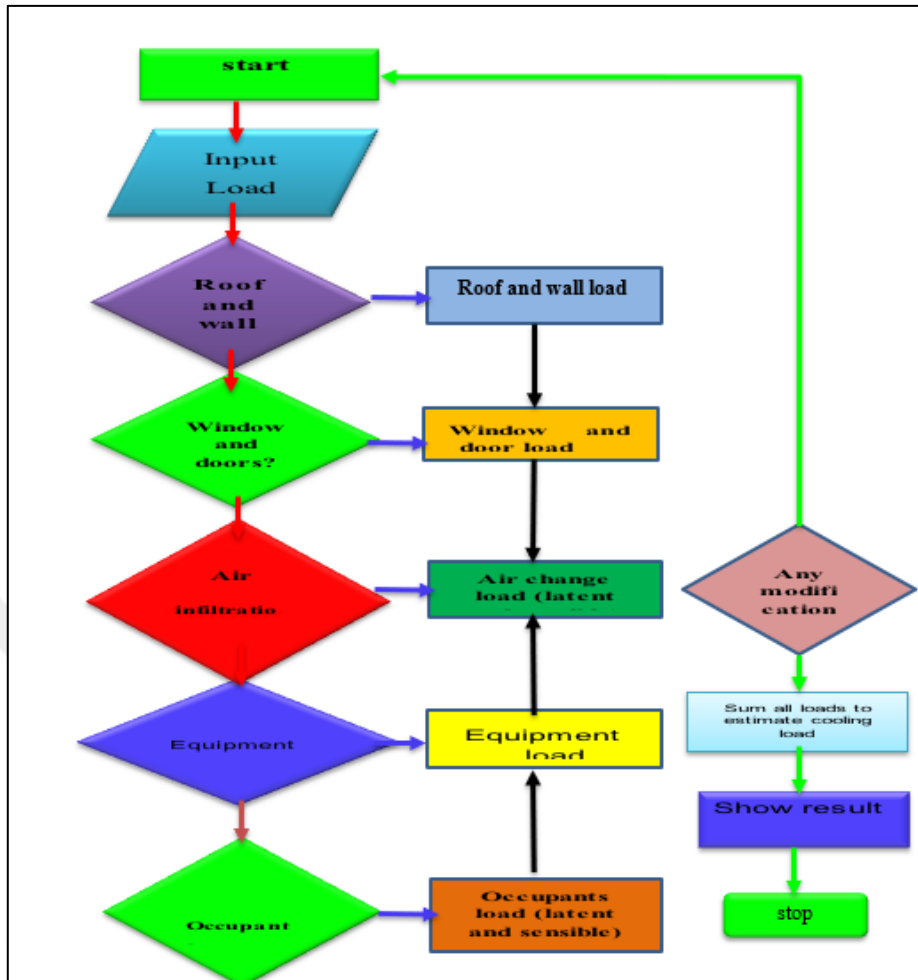 start
Input
Load
Roof
and
wall
Roof and wall load
Window
and
doors?
Window and
door load
Air
infiltratio
Air change
load (latent
Equipment
Equipment
load
Occupant
Occupants
load (latent
and sensible)
Any
modifi
cation
Sum all loads to
estimate cooling
load
Show result
stop